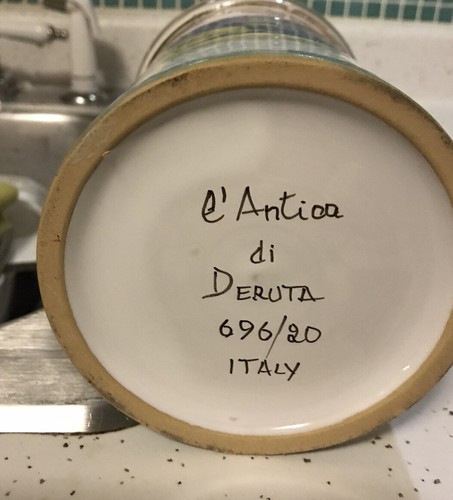 l'Antica
di
DERUTA
696/20
ITALY